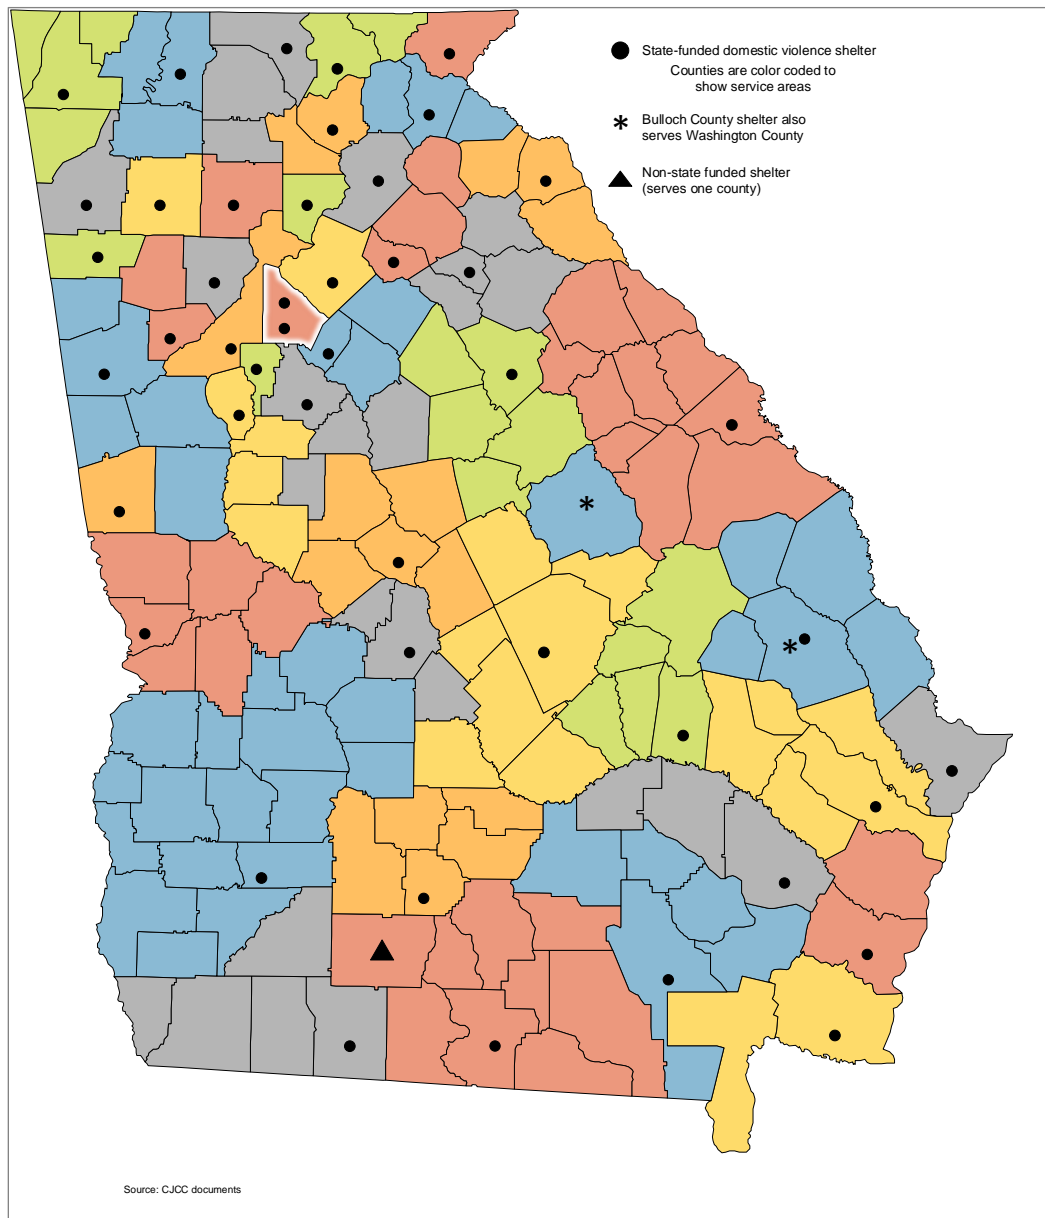 State-funded domestic violence shelter
Counties are color coded to
show service areas
* Bulloch County shelter also
serves Washington County
Non-state funded shelter
(serves one county)
*
*
Source: CJCC documents